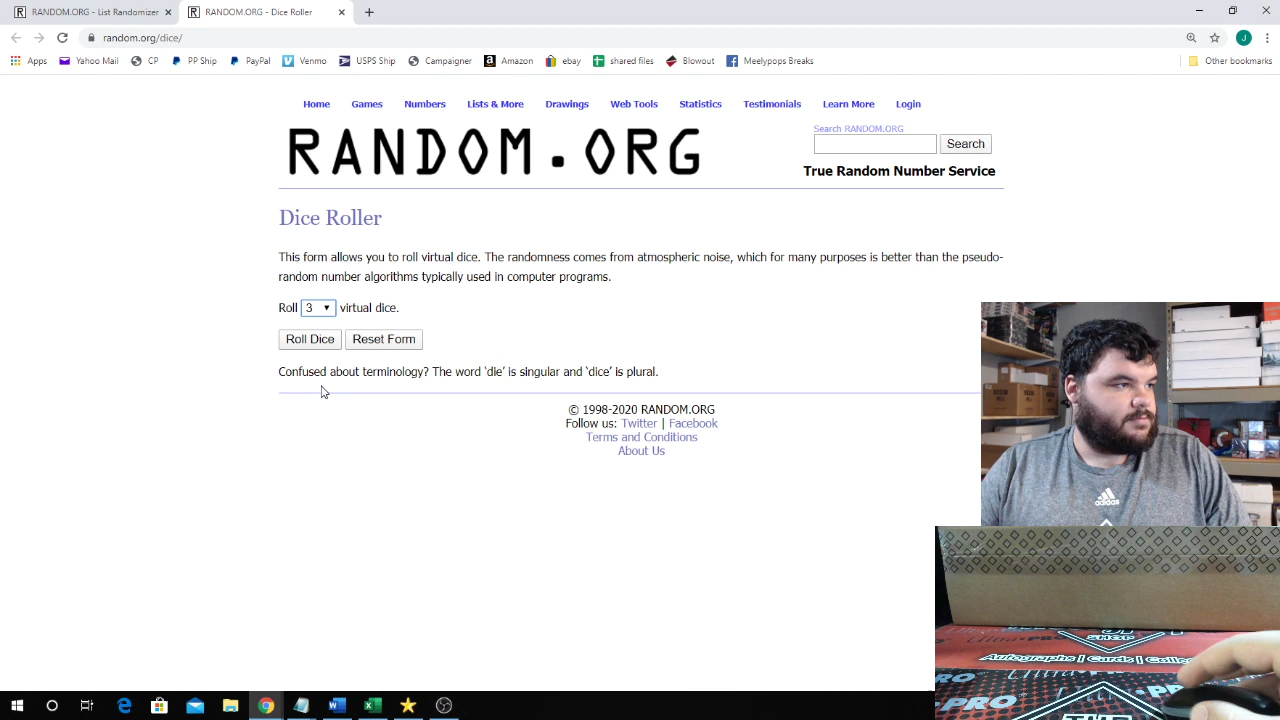 R - List Randomizer
R - Dice Roller
random.org/dice/
J
Apps
Yahoo Mail
CP
PP Ship
PayPal
Venmo
USPS Ship
Campaigner
Amazon
ebay
shared files
Blowout
Meelypops Breaks
Other bookmarks
Home
Games
Numbers
Lists & More
Drawings
Web Tools
Statistics
Testimonials
Learn More
Login
RANDOM.ORG
Search RANDOM.ORG
Search
True Random Number Service
Dice Roller
This form allows you to roll virtual dice. The randomness comes from atmospheric noise, which for many purposes is better than the pseudo-
random number algorithms typically used in computer programs.
Roll 3 virtual dice.
Roll Dice
Reset Form
Confused about terminology? The word ‘die’ is singular and ‘dice’ is plural.
© 1998-2020 RANDOM.ORG
Follow us: Twitter | Facebook
Terms and Conditions
About Us
adidas
SHOP
Autographs | Cards |
THE